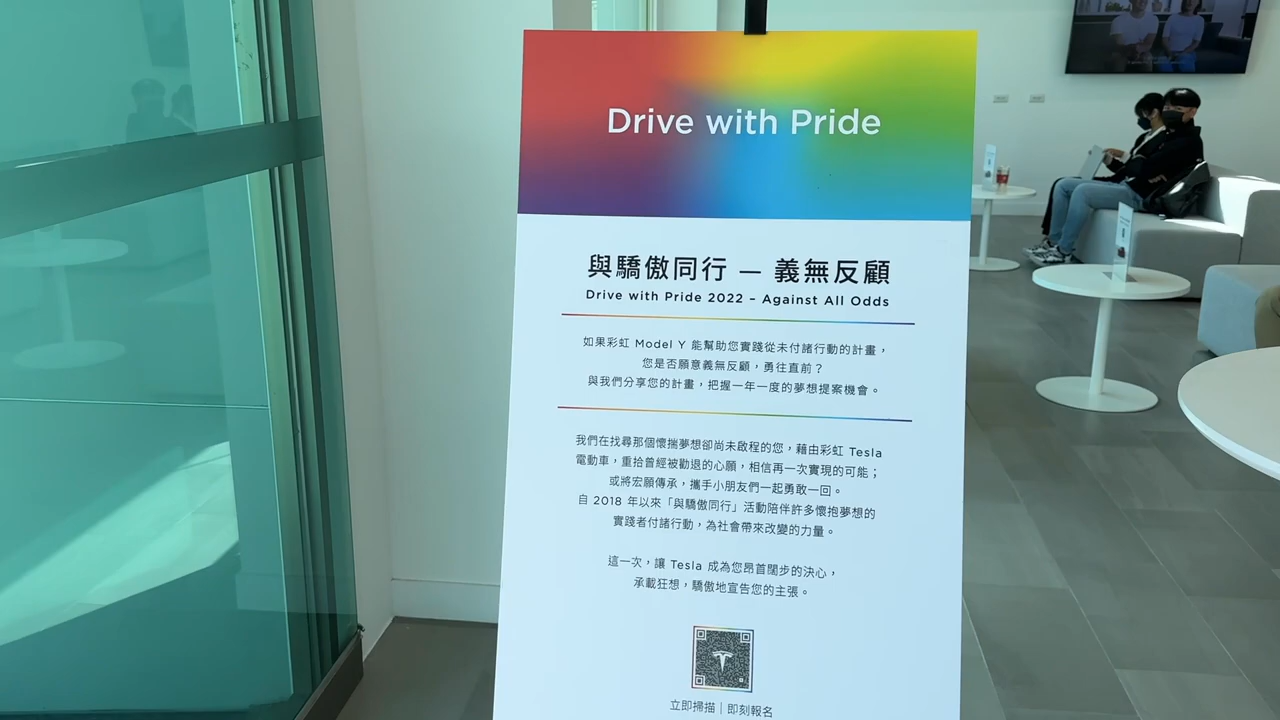 Drive with Pride
與驕傲同行 — 義無反顧
Drive with Pride 2022 – Against All Odds
如果彩虹 Model Y 能幫助您實踐從未付諸行動的計畫，
您是否願意義無反顧，勇往直前？
與我們分享您的計畫，把握一年一度的夢想提案機會。
我們在找尋那個懷揣夢想卻尚未啟程的您，藉由彩虹 Tesla
電動車，重拾曾經被勸退的心願，相信再一次實現的可能；
或將宏願傳承，攜手小朋友們一起勇敢一回。
自 2018 年以來「與驕傲同行」活動陪伴許多懷抱夢想的
實踐者付諸行動，為社會帶來改變的力量。
這一次，讓 Tesla 成為您昂首闊步的決心，
承載狂想，驕傲地宣告您的主張。
立即掃描｜即刻報名